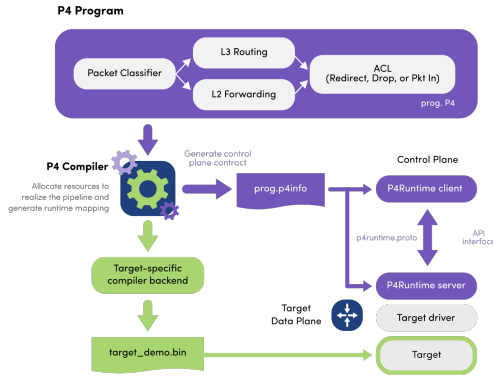 P4 Program
L3 Routing
Packet Classifier
ACL
(Redirect, Drop, or Pkt In)
L2 Forwarding
prog. P4
P4 Compiler
Allocate resources to
realize the pipeline and
generate runtime mapping
Generate control
plane contract
prog.p4info
Control Plane
P4Runtime client
p4runtime.proto
API
interface
P4Runtime server
Target-specific
compiler backend
Target
Data Plane
Target driver
target_demo.bin
Target